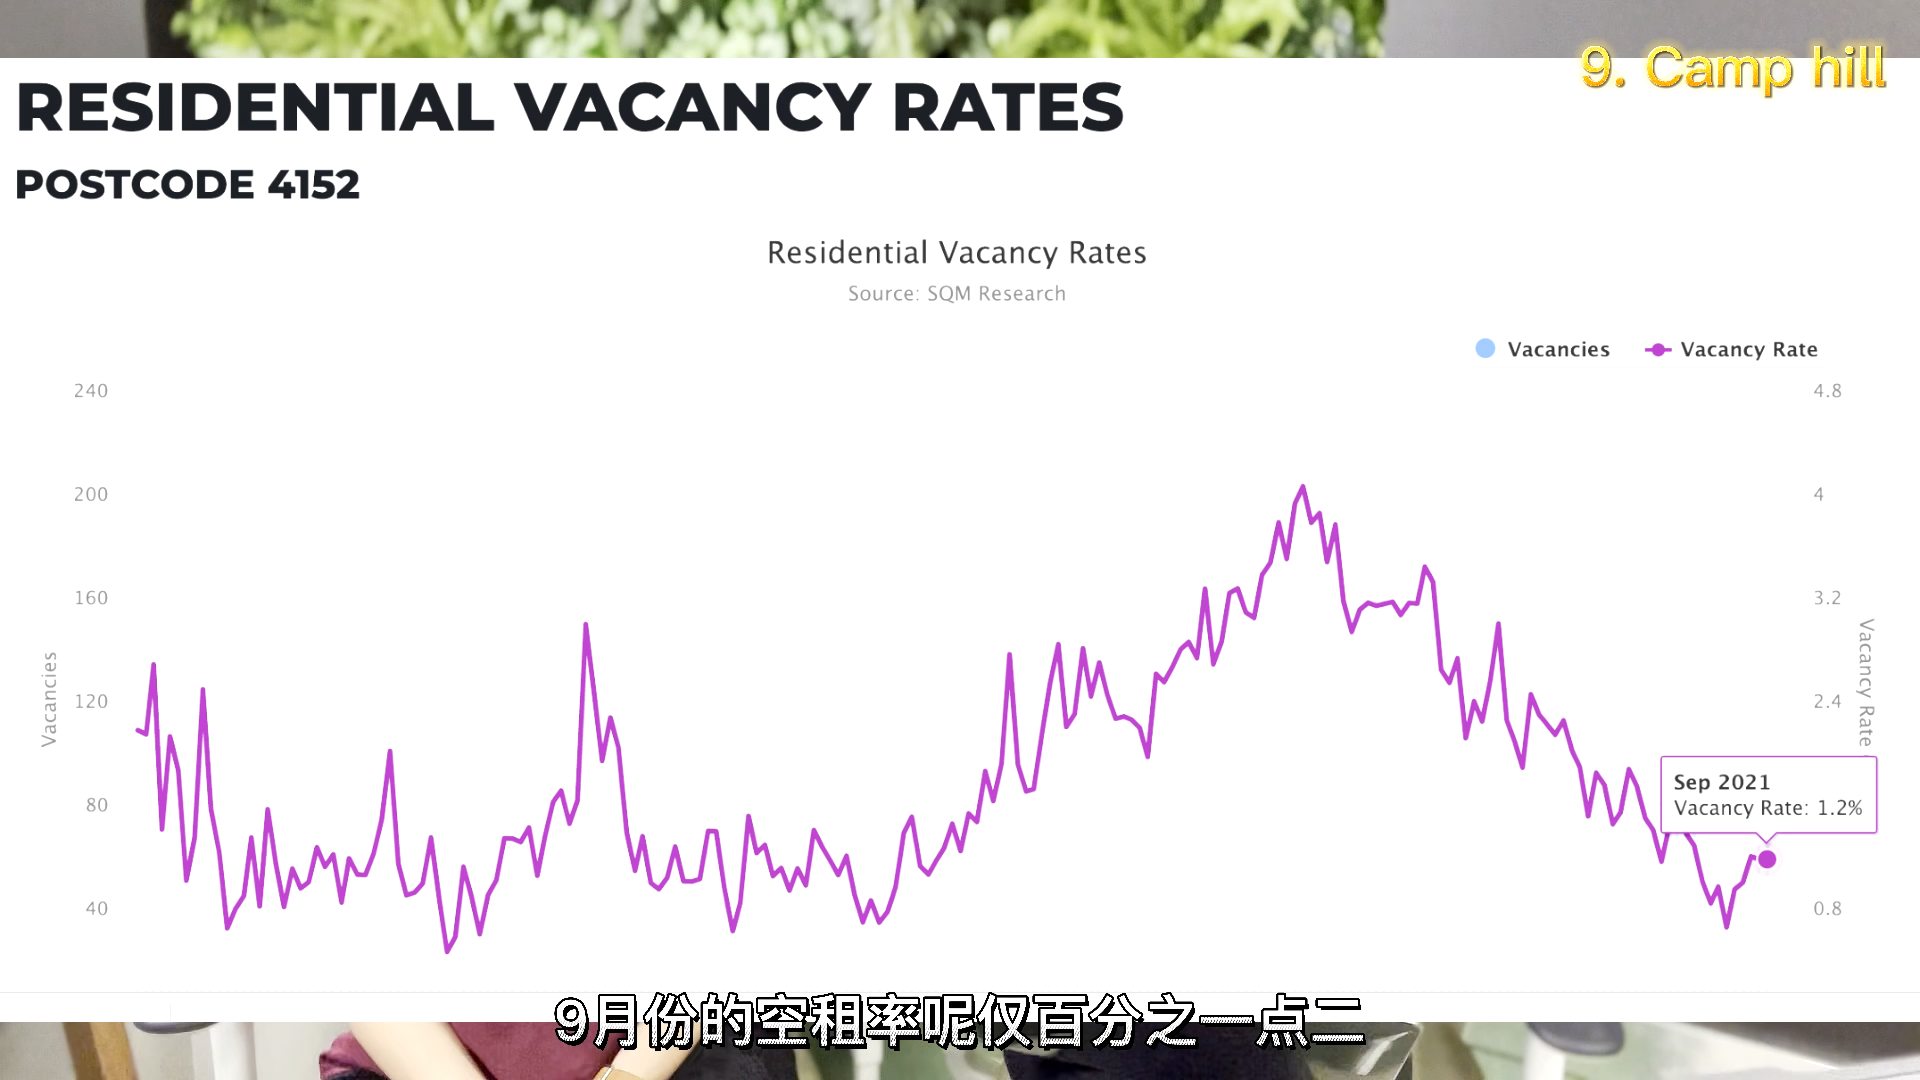 9. Camp hill
RESIDENTIAL VACANCY RATES
POSTCODE 4152
Residential Vacancy Rates
Source: SQM Research
Vacancies
Vacancy Rate
240
200
160
120
80
40
Vacancies
4.8
4
3.2
2.4
0.8
Vacancy Rate
Sep 2021
Vacancy Rate: 1.2%
9月份的空租率呢仅百分之一点二